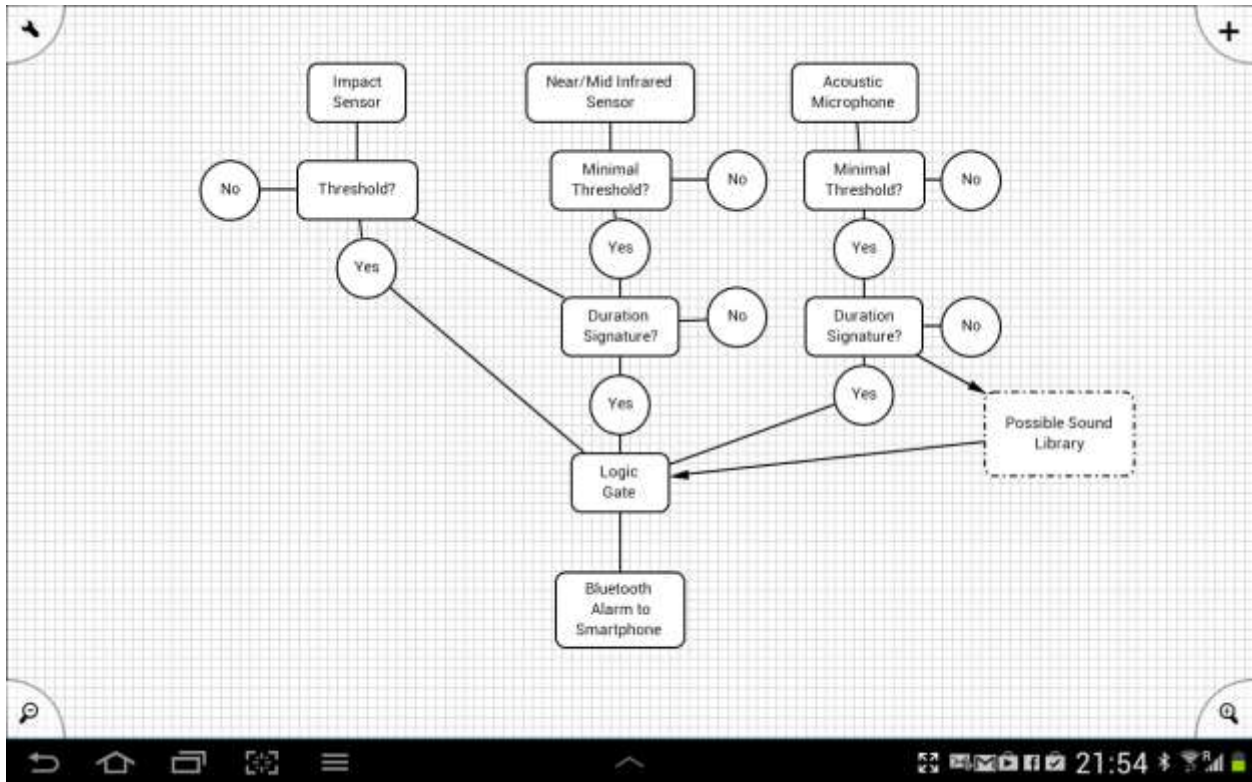 Impact
Sensor
Near/Mid Infrared
Sensor
Acoustic
Microphone
No
Threshold?
Minimal
Threshold?
No
Minimal
Threshold?
No
Yes
Yes
Yes
Duration
Signature?
No
Duration
Signature?
No
Yes
Yes
Possible Sound
Library
Logic
Gate
Bluetooth
Alarm to
Smartphone
21:54